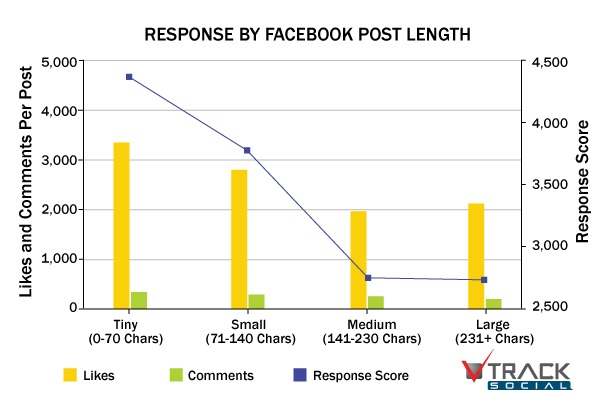 RESPONSE BY FACEBOOK POST LENGTH
Likes and Comments Per Post
5,000
4,000
3,000
2,000
1,000
0
4,500
4,000
3,500
3,000
2,500
Response Score
Tiny
(0-70 Chars)
Small
(71-140 Chars)
Medium
(141-230 Chars)
Large
(231+ Chars)
Likes
Comments
Response Score
TRACK
SOCIAL